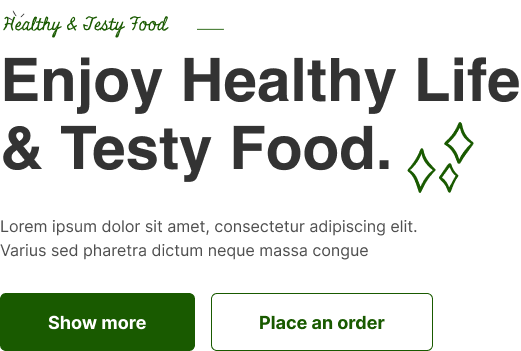 Healthy & Testy Food
Enjoy Healthy Life
& Testy Food.
Lorem ipsum dolor sit amet, consectetur adipiscing elit.
Varius sed pharetra dictum neque massa congue
Show more
Place an order